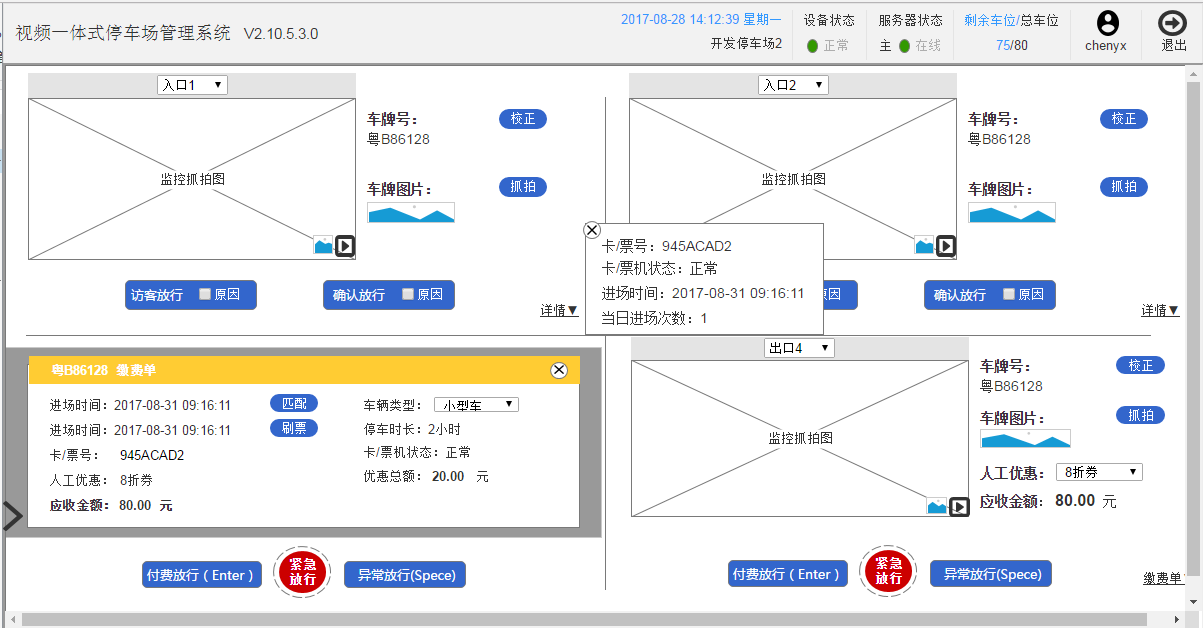 视频一体式停车场管理系统 V2.10.5.3.0
2017-08-28 14:12:39 星期一
开发停车场2
设备状态
正常
服务器状态
主 在线
剩余车位/总车位
75/80
chenyx
退出
入口1
监控抓拍图
车牌号：
粤B86128
校正
车牌图片：
抓拍
访客放行 原因
确认放行 原因
详情▼
入口2
监控抓拍图
车牌号：
粤B86128
校正
车牌图片：
抓拍
原因
确认放行 原因
详情▼
卡/票号：945ACAD2
卡/票机状态：正常
进场时间：2017-08-31 09:16:11
当日进场次数：1
粤B86128 缴费单
进场时间：2017-08-31 09:16:11
匹配
进场时间：2017-08-31 09:16:11
刷票
卡/票号： 945ACAD2
人工优惠： 8折券
应收金额： 80.00 元
车辆类型： 小型车
停车时长：2小时
卡/票机状态：正常
优惠总额： 20.00 元
付费放行（ Enter ）
紧急
放行
异常放行(Spece)
出口4
监控抓拍图
车牌号：
粤B86128
校正
车牌图片：
抓拍
人工优惠： 8折券
应收金额： 80.00 元
付费放行（ Enter ）
紧急
放行
异常放行(Spece)
缴费单